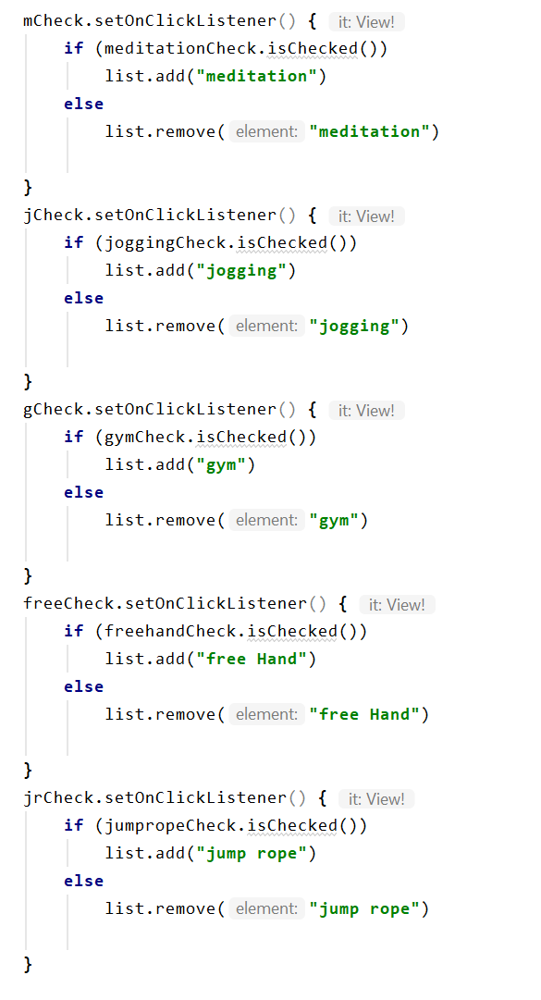 mCheck.setOnClickListener() { it: View!
if (meditationCheck.isChecked())
list.add("meditation")
else
list.remove( element: "meditation")
}
jCheck.setOnClickListener() { it: View!
if (joggingCheck.isChecked())
list.add("jogging")
else
list.remove( element: "jogging")
}
gCheck.setOnClickListener() { it: View!
if (gymCheck.isChecked())
list.add("gym")
else
list.remove( element: "gym")
}
freeCheck.setOnClickListener() { it: View!
if (freehandCheck.isChecked())
list.add("free Hand")
else
list.remove( element: "free Hand")
}
jrCheck.setOnClickListener() { it: View!
if (jumpropeCheck.isChecked())
list.add("jump rope")
else
list.remove( element: "jump rope")
}